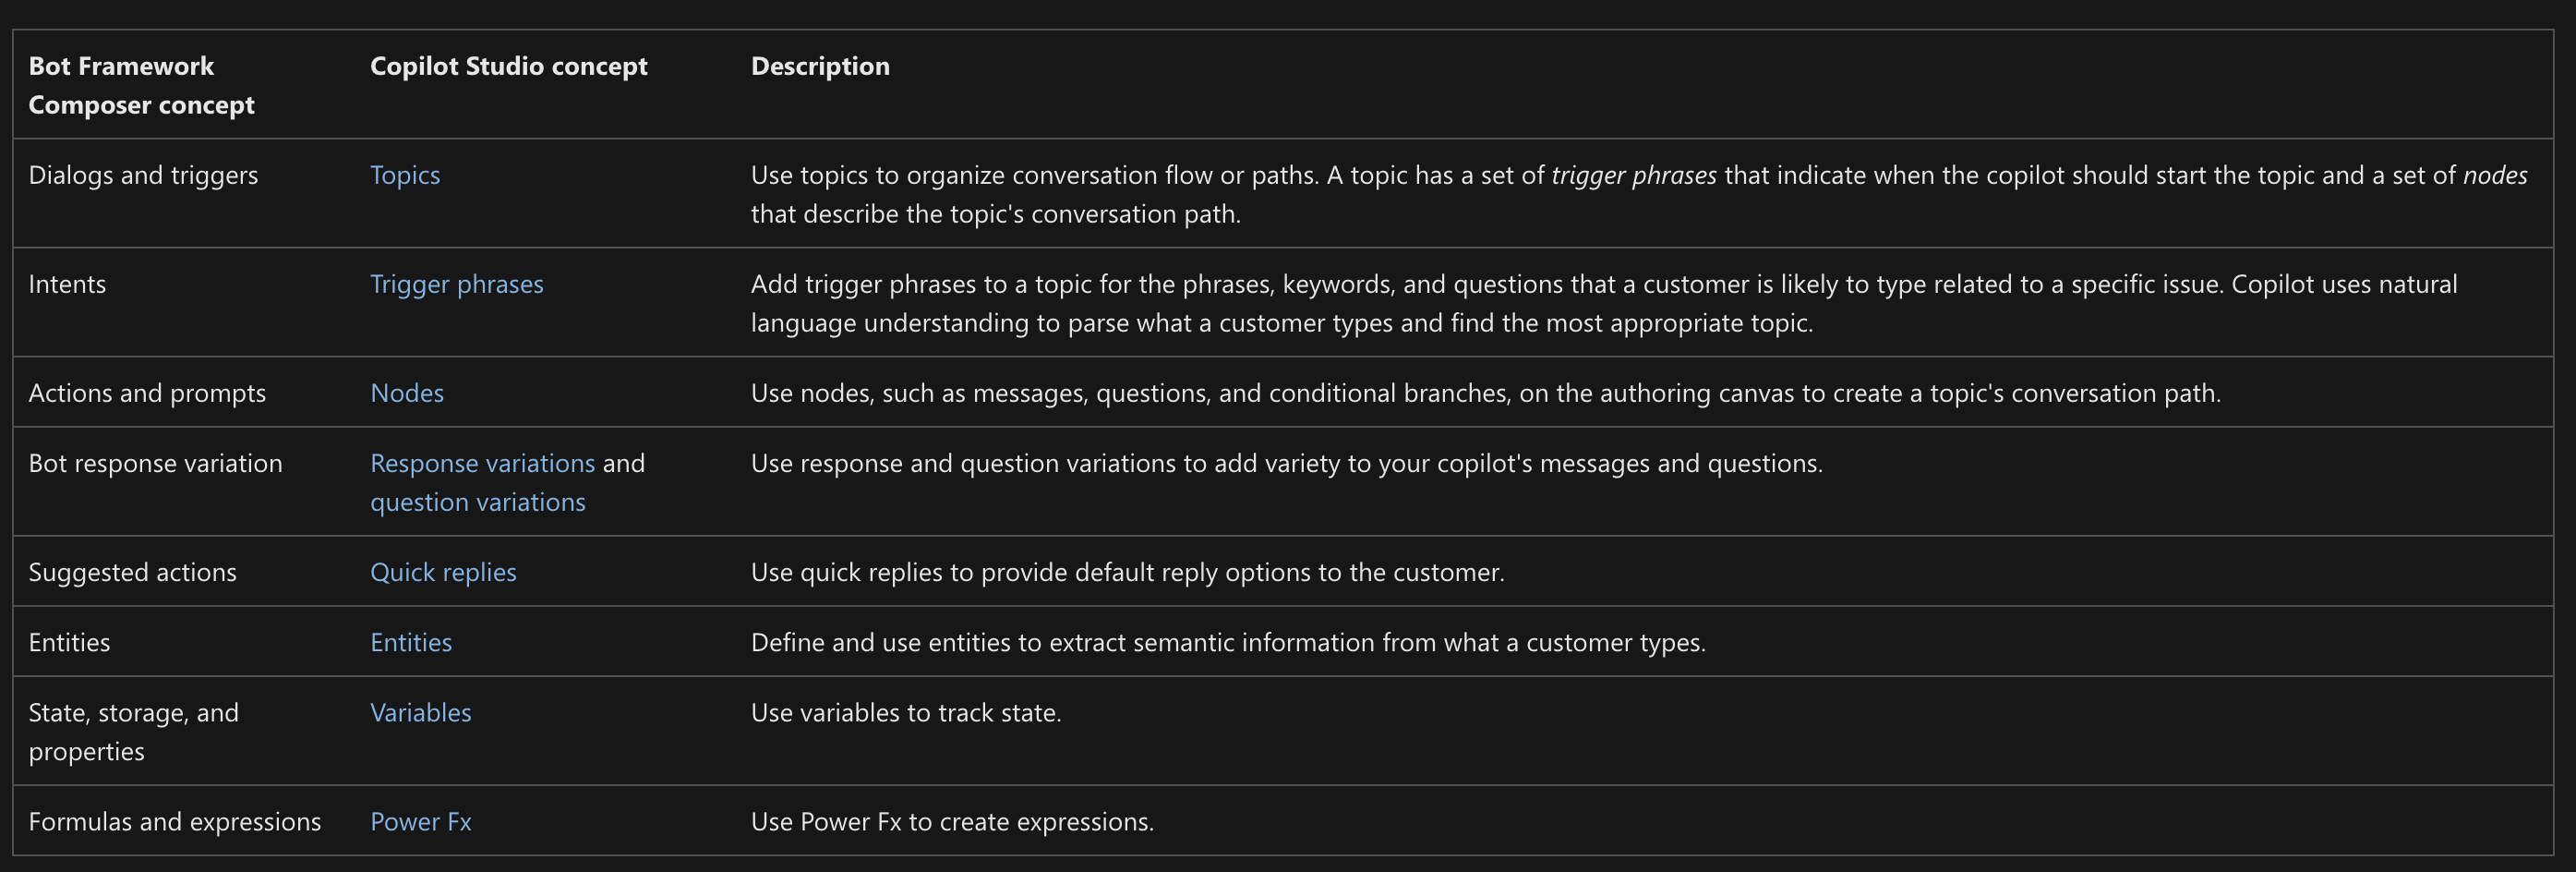 Bot Framework Composer concept
Copilot Studio concept
Description
Dialogs and triggers
Topics
Use topics to organize conversation flow or paths. A topic has a set of trigger phrases that indicate when the copilot should start the topic and a set of nodes
that describe the topic's conversation path.
Intents
Trigger phrases
Add trigger phrases to a topic for the phrases, keywords, and questions that a customer is likely to type related to a specific issue. Copilot uses natural
language understanding to parse what a customer types and find the most appropriate topic.
Actions and prompts
Nodes
Use nodes, such as messages, questions, and conditional branches, on the authoring canvas to create a topic's conversation path.
Bot response variation
Response variations and
question variations
Use response and question variations to add variety to your copilot's messages and questions.
Suggested actions
Quick replies
Use quick replies to provide default reply options to the customer.
Entities
Entities
Define and use entities to extract semantic information from what a customer types.
State, storage, and
properties
Variables
Use variables to track state.
Formulas and expressions
Power Fx
Use Power Fx to create expressions.